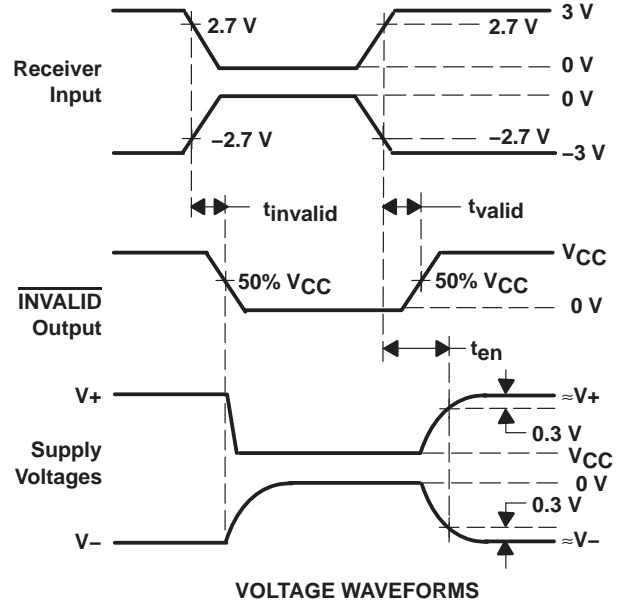 3 V
2.7 V
2.7 V
Receiver
Input
0 V
0 V
−2.7 V
−2.7 V
−3 V
tinvalid
tvalid
VCC
50% VCC
50% VCC
INVALID
Output
0 V
ten
V+
≈V+
0.3 V
Supply
Voltages
VCC
0 V
0.3 V
V−
≈V−
VOLTAGE WAVEFORMS